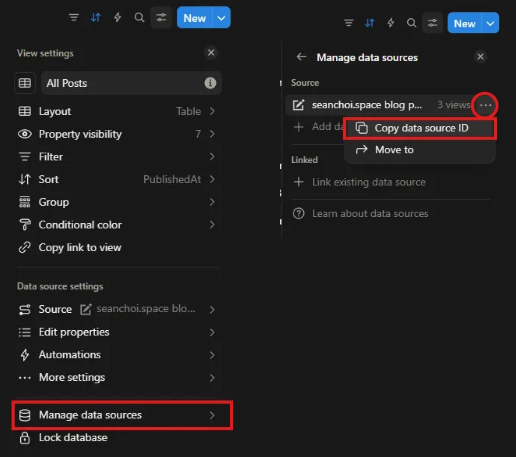 New
View settings
All Posts
Layout Table
Property visibility 7
Filter
Sort PublishedAt
Group
Conditional color
Copy link to view
Data source settings
Source seanchoi.space blo...
Edit properties
Automations
More settings
Manage data sources
Lock database
New
Manage data sources
Source
seanchoi.space blog p... 3 views
Add da
Copy data source ID
Move to
Linked
Link existing data source
Learn about data sources